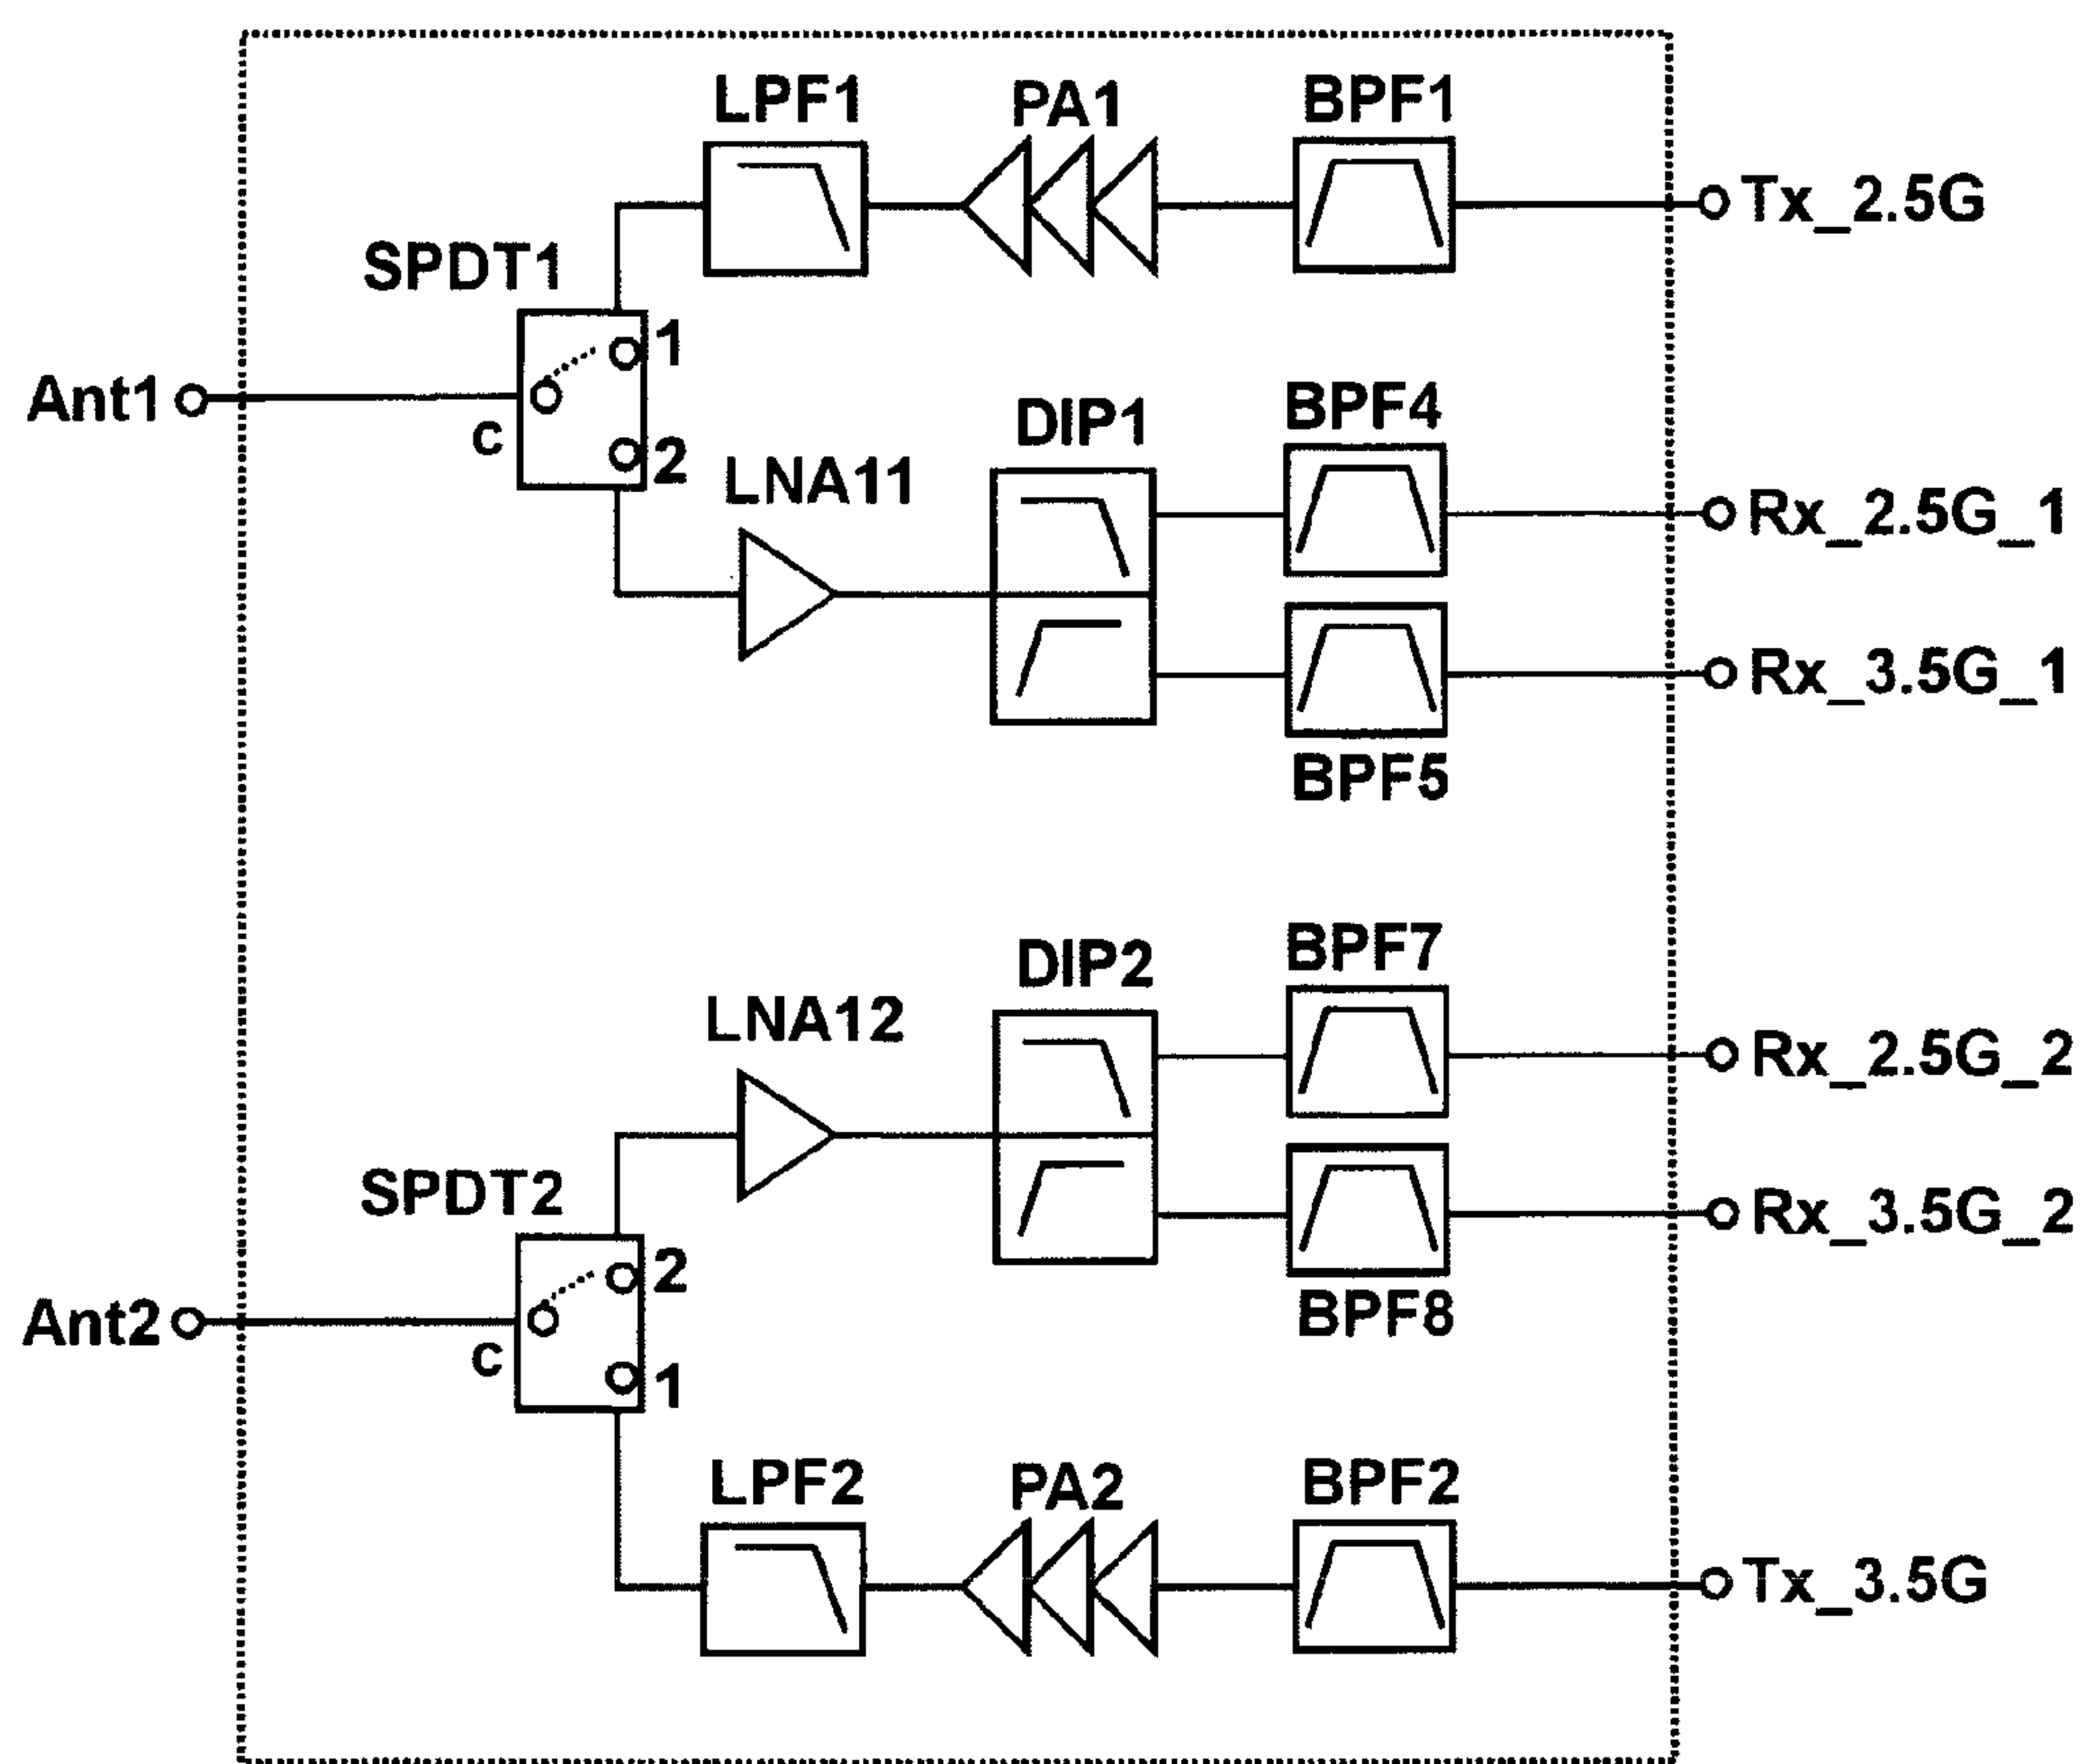 LPF1 PA1 BPF1
Tx_2.5G
SPDT1
1
Ant1
c
2
DIP1 BPF4
LNA11
Rx_2.5G_1
Rx_3.5G_1
BPF5
DIP2 BPF7
LNA12
Rx_2.5G_2
SPDT2
Rx_3.5G_2
2
BPF8
Ant2
c
1
LPF2 PA2 BPF2
Tx_3.5G